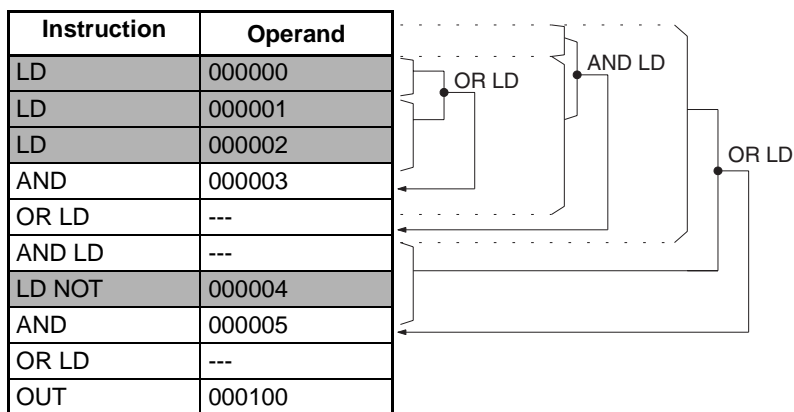 Instruction Operand
LD 000000
LD 000001
LD 000002
AND 000003
OR LD ---
AND LD ---
LD NOT 000004
AND 000005
OR LD ---
OUT 000100
OR LD
AND LD
OR LD